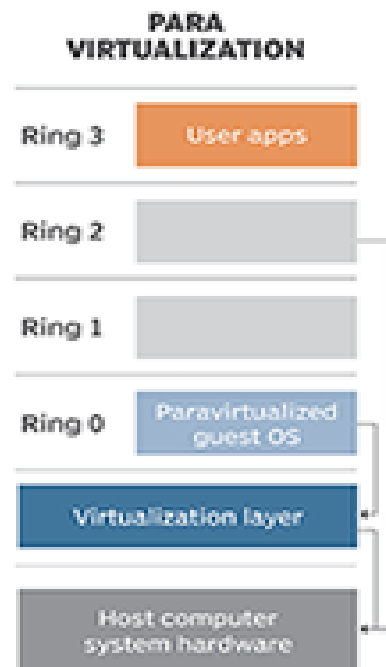 PARA
VIRTUALIZATION
Ring 3
User apps
Ring 2
Ring 1
Ring 0
Paravirtualized
guest OS
Virtualization layer
Host computer
system hardware